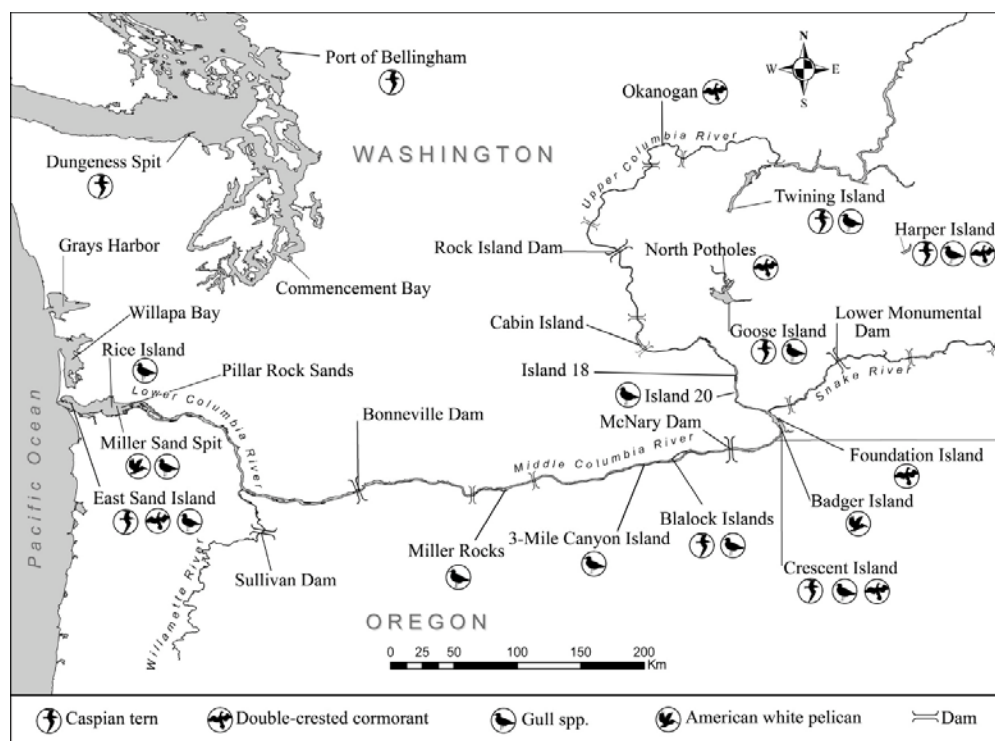 Port of Bellingham
N
W E
S
Okanogan
Upper Columbia River
WASHINGTON
Dungeness Spit
Twining Island
Harper Island
Grays Harbor
Rock Island Dam
North Potholes
Commencement Bay
Willapa Bay
Cabin Island
Goose Island
Lower Monumental
Dam
Rice Island
Pillar Rock Sands
Island 18
Snake River
Lower Columbia River
Island 20
Bonneville Dam
McNary Dam
Miller Sand Spit
Middle Columbia River
Foundation Island
East Sand Island
Badger Island
Pacific Ocean
Miller Rocks
3-Mile Canyon Island
Blalock Islands
Sullivan Dam
Crescent Island
Willamette River
OREGON
0 25 50 100 150 200
Km
Caspian tern
Double-crested cormorant
Gull spp.
American white pelican
Dam